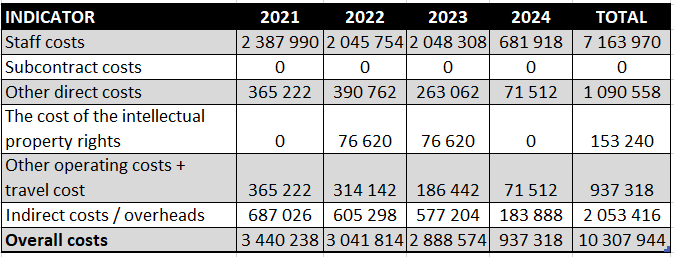 INDICATOR 2021 2022 2023 2024 TOTAL
Staff costs 2 387 990 2 045 754 2 048 308 681 918 7 163 970
Subcontract costs 0 0 0 0 0
Other direct costs 365 222 390 762 263 062 71 512 1 090 558
The cost of the intellectual
property rights 0 76 620 76 620 0 153 240
Other operating costs +
travel cost 365 222 314 142 186 442 71 512 937 318
Indirect costs / overheads 687 026 605 298 577 204 183 888 2 053 416
Overall costs 3 440 238 3 041 814 2 888 574 937 318 10 307 944